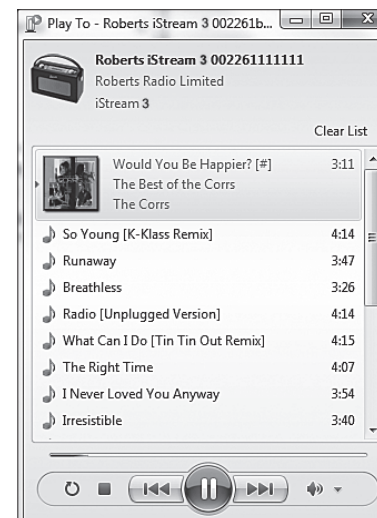 Play To - Roberts iStream 3 002261b...
Roberts iStream 3 002261111111
Roberts Radio Limited
iStream 3
Clear List
Would You Be Happier? [#] 3:11
The Best of the Corrs
The Corrs
So Young [K-Klass Remix] 4:14
Runaway 3:47
Breathless 3:26
Radio [Unplugged Version] 4:14
What Can I Do [Tin Tin Out Remix] 4:15
The Right Time 4:07
I Never Loved You Anyway 3:54
Irresistible 3:40